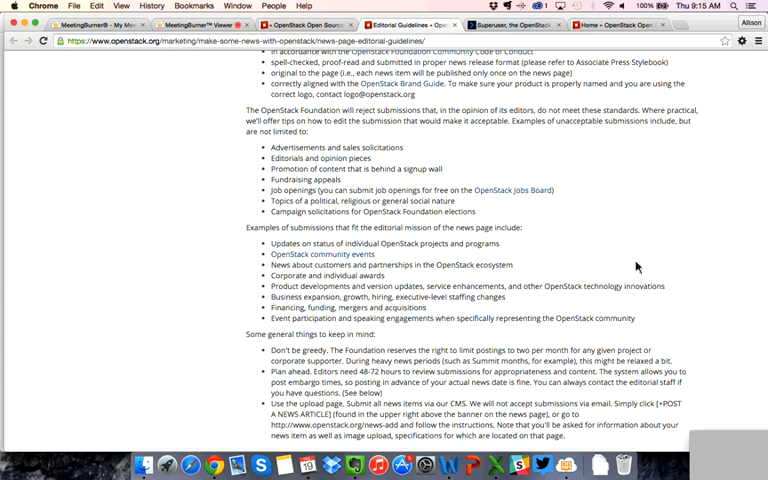 Chrome File Edit View History Bookmarks Window People Help 1 100% Thu 9:15 AM
MeetingBurner® - My Mee
MeetingBurner™ Viewer
+ OpenStack Open Source
Editorial Guidelines » Open
Superuser, the OpenStack
Home » OpenStack Open S
Allison
https://www.openstack.org/marketing/make-some-news-with-openstack/news-page-editorial-guidelines/
in accordance with the OpenStack Foundation Community Code of Conduct
• spell-checked, proof-read and submitted in proper news release format (please refer to Associate Press Stylebook)
• original to the page (i.e., each news item will be published only once on the news page)
• correctly aligned with the OpenStack Brand Guide. To make sure your product is properly named and you are using the
correct logo, contact logo@openstack.org
The OpenStack Foundation will reject submissions that, in the opinion of its editors, do not meet these standards. Where practical,
we'll offer tips on how to edit the submission that would make it acceptable. Examples of unacceptable submissions include, but
are not limited to:
• Advertisements and sales solicitations
• Editorials and opinion pieces
• Promotion of content that is behind a signup wall
• Fundraising appeals
• Job openings (you can submit job openings for free on the OpenStack Jobs Board)
• Topics of a political, religious or general social nature
• Campaign solicitations for OpenStack Foundation elections
Examples of submissions that fit the editorial mission of the news page include:
• Updates on status of individual OpenStack projects and programs
• OpenStack community events
• News about customers and partnerships in the OpenStack ecosystem
• Corporate and individual awards
• Product developments and version updates, service enhancements, and other OpenStack technology innovations
• Business expansion, growth, hiring, executive-level staffing changes
• Financing, funding, mergers and acquisitions
• Event participation and speaking engagements when specifically representing the OpenStack community
Some general things to keep in mind:
• Don't be greedy. The Foundation reserves the right to limit postings to two per month for any given project or
corporate supporter. During heavy news periods (such as Summit months, for example), this might be relaxed a bit.
• Plan ahead. Editors need 48-72 hours to review submissions for appropriateness and content. The system allows you to
post embargo times, so posting in advance of your actual news date is fine. You can always contact the editorial staff if
you have questions. (See below)
• Use the upload page. Submit all news items via our CMS. We will not accept submissions via email. Simply click [+POST
A NEWS ARTICLE] (found in the upper right above the banner on the news page), or go to
http://www.openstack.org/news-add and follow the instructions. Note that you'll be asked for information about your
news item as well as image upload, specifications for which are located on that page.
19